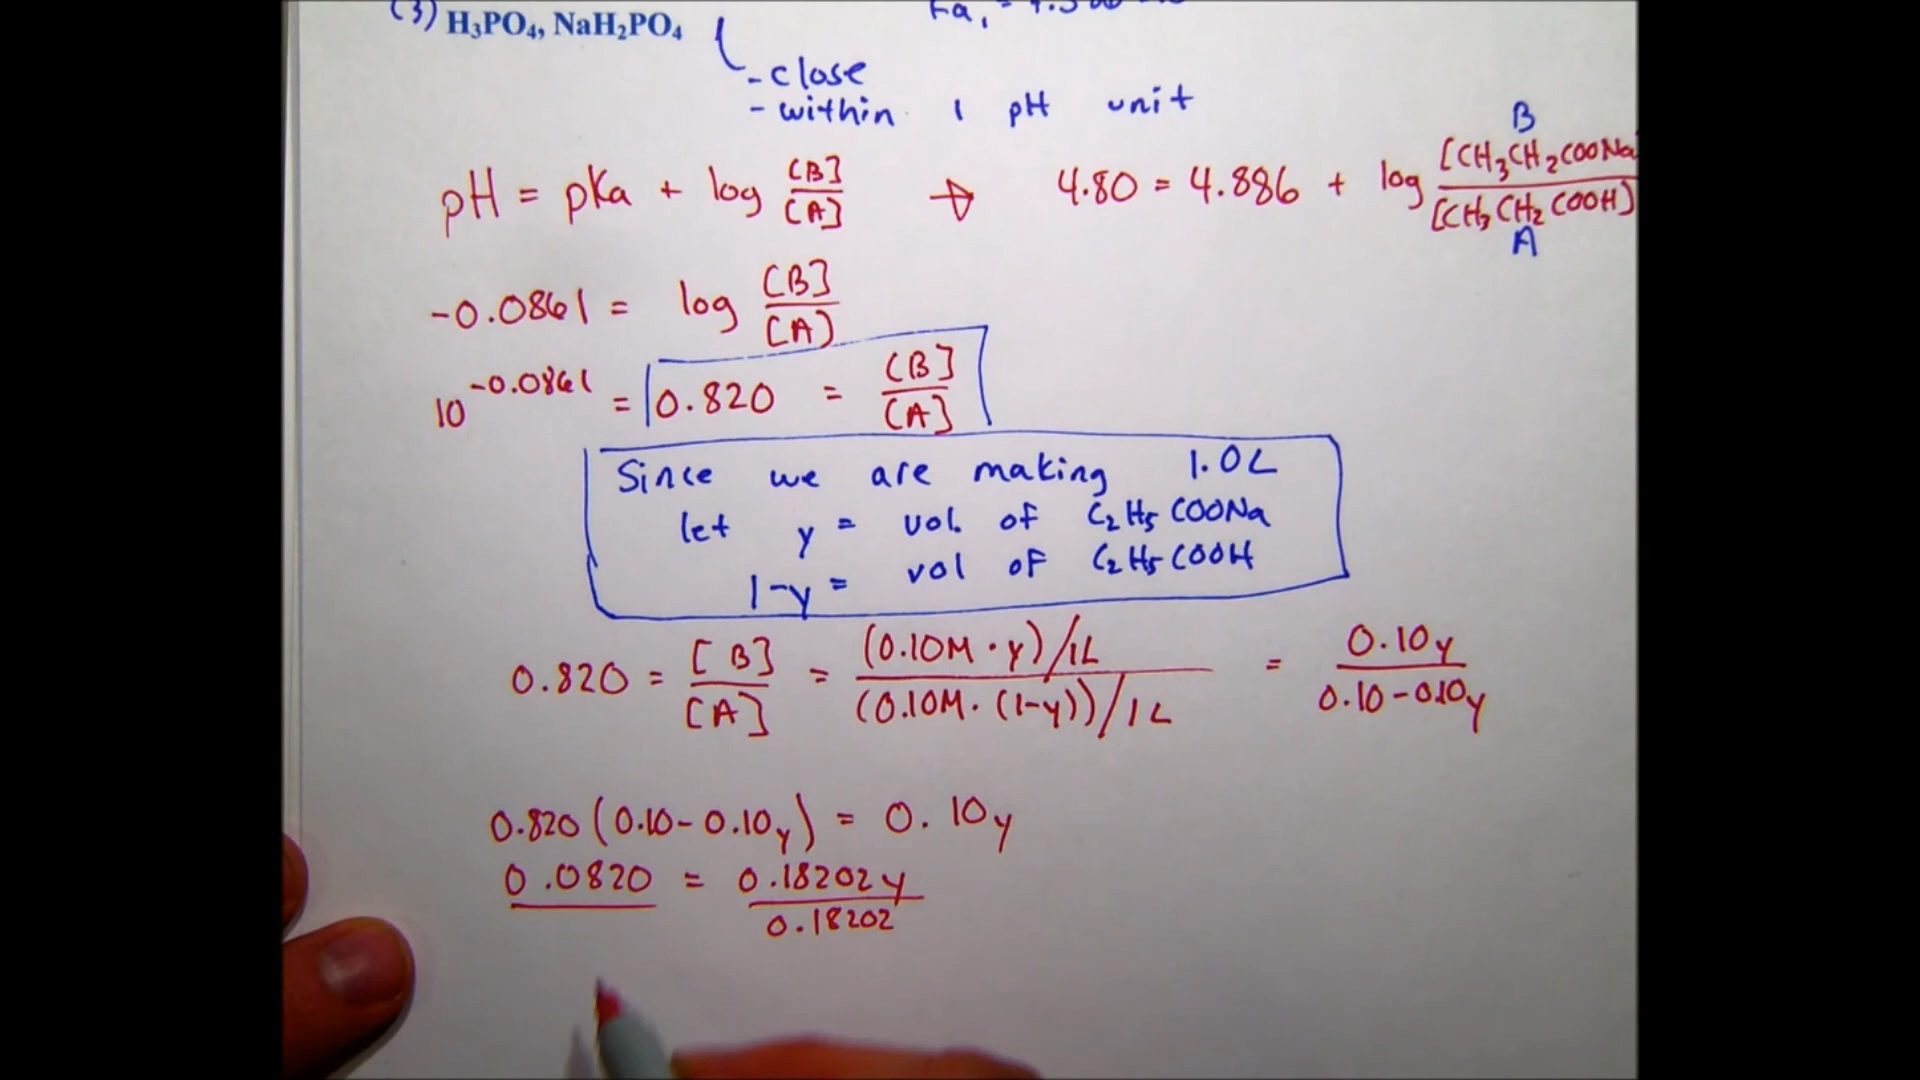 (3) H₃PO₄, NaH₂PO₄
- close
- within 1 pH unit
pH = pKa + log [B]/[A] → 4.80 = 4.886 + log [CH₃CH₂COONa]/[CH₃CH₂COOH]
B
A
-0.0861 = log [B]/[A]
10^-0.0861 = 0.820 = [B]/[A]
Since we are making 1.0L
let y = vol. of C₂H₅COONa
1-y = vol of C₂H₅COOH
0.820 = [B]/[A] = (0.10M · y)/1L / (0.10M · (1-y))/1L = 0.10y / 0.10-0.10y
0.820(0.10-0.10y) = 0.10y
0.0820 = 0.18202y
0.18202